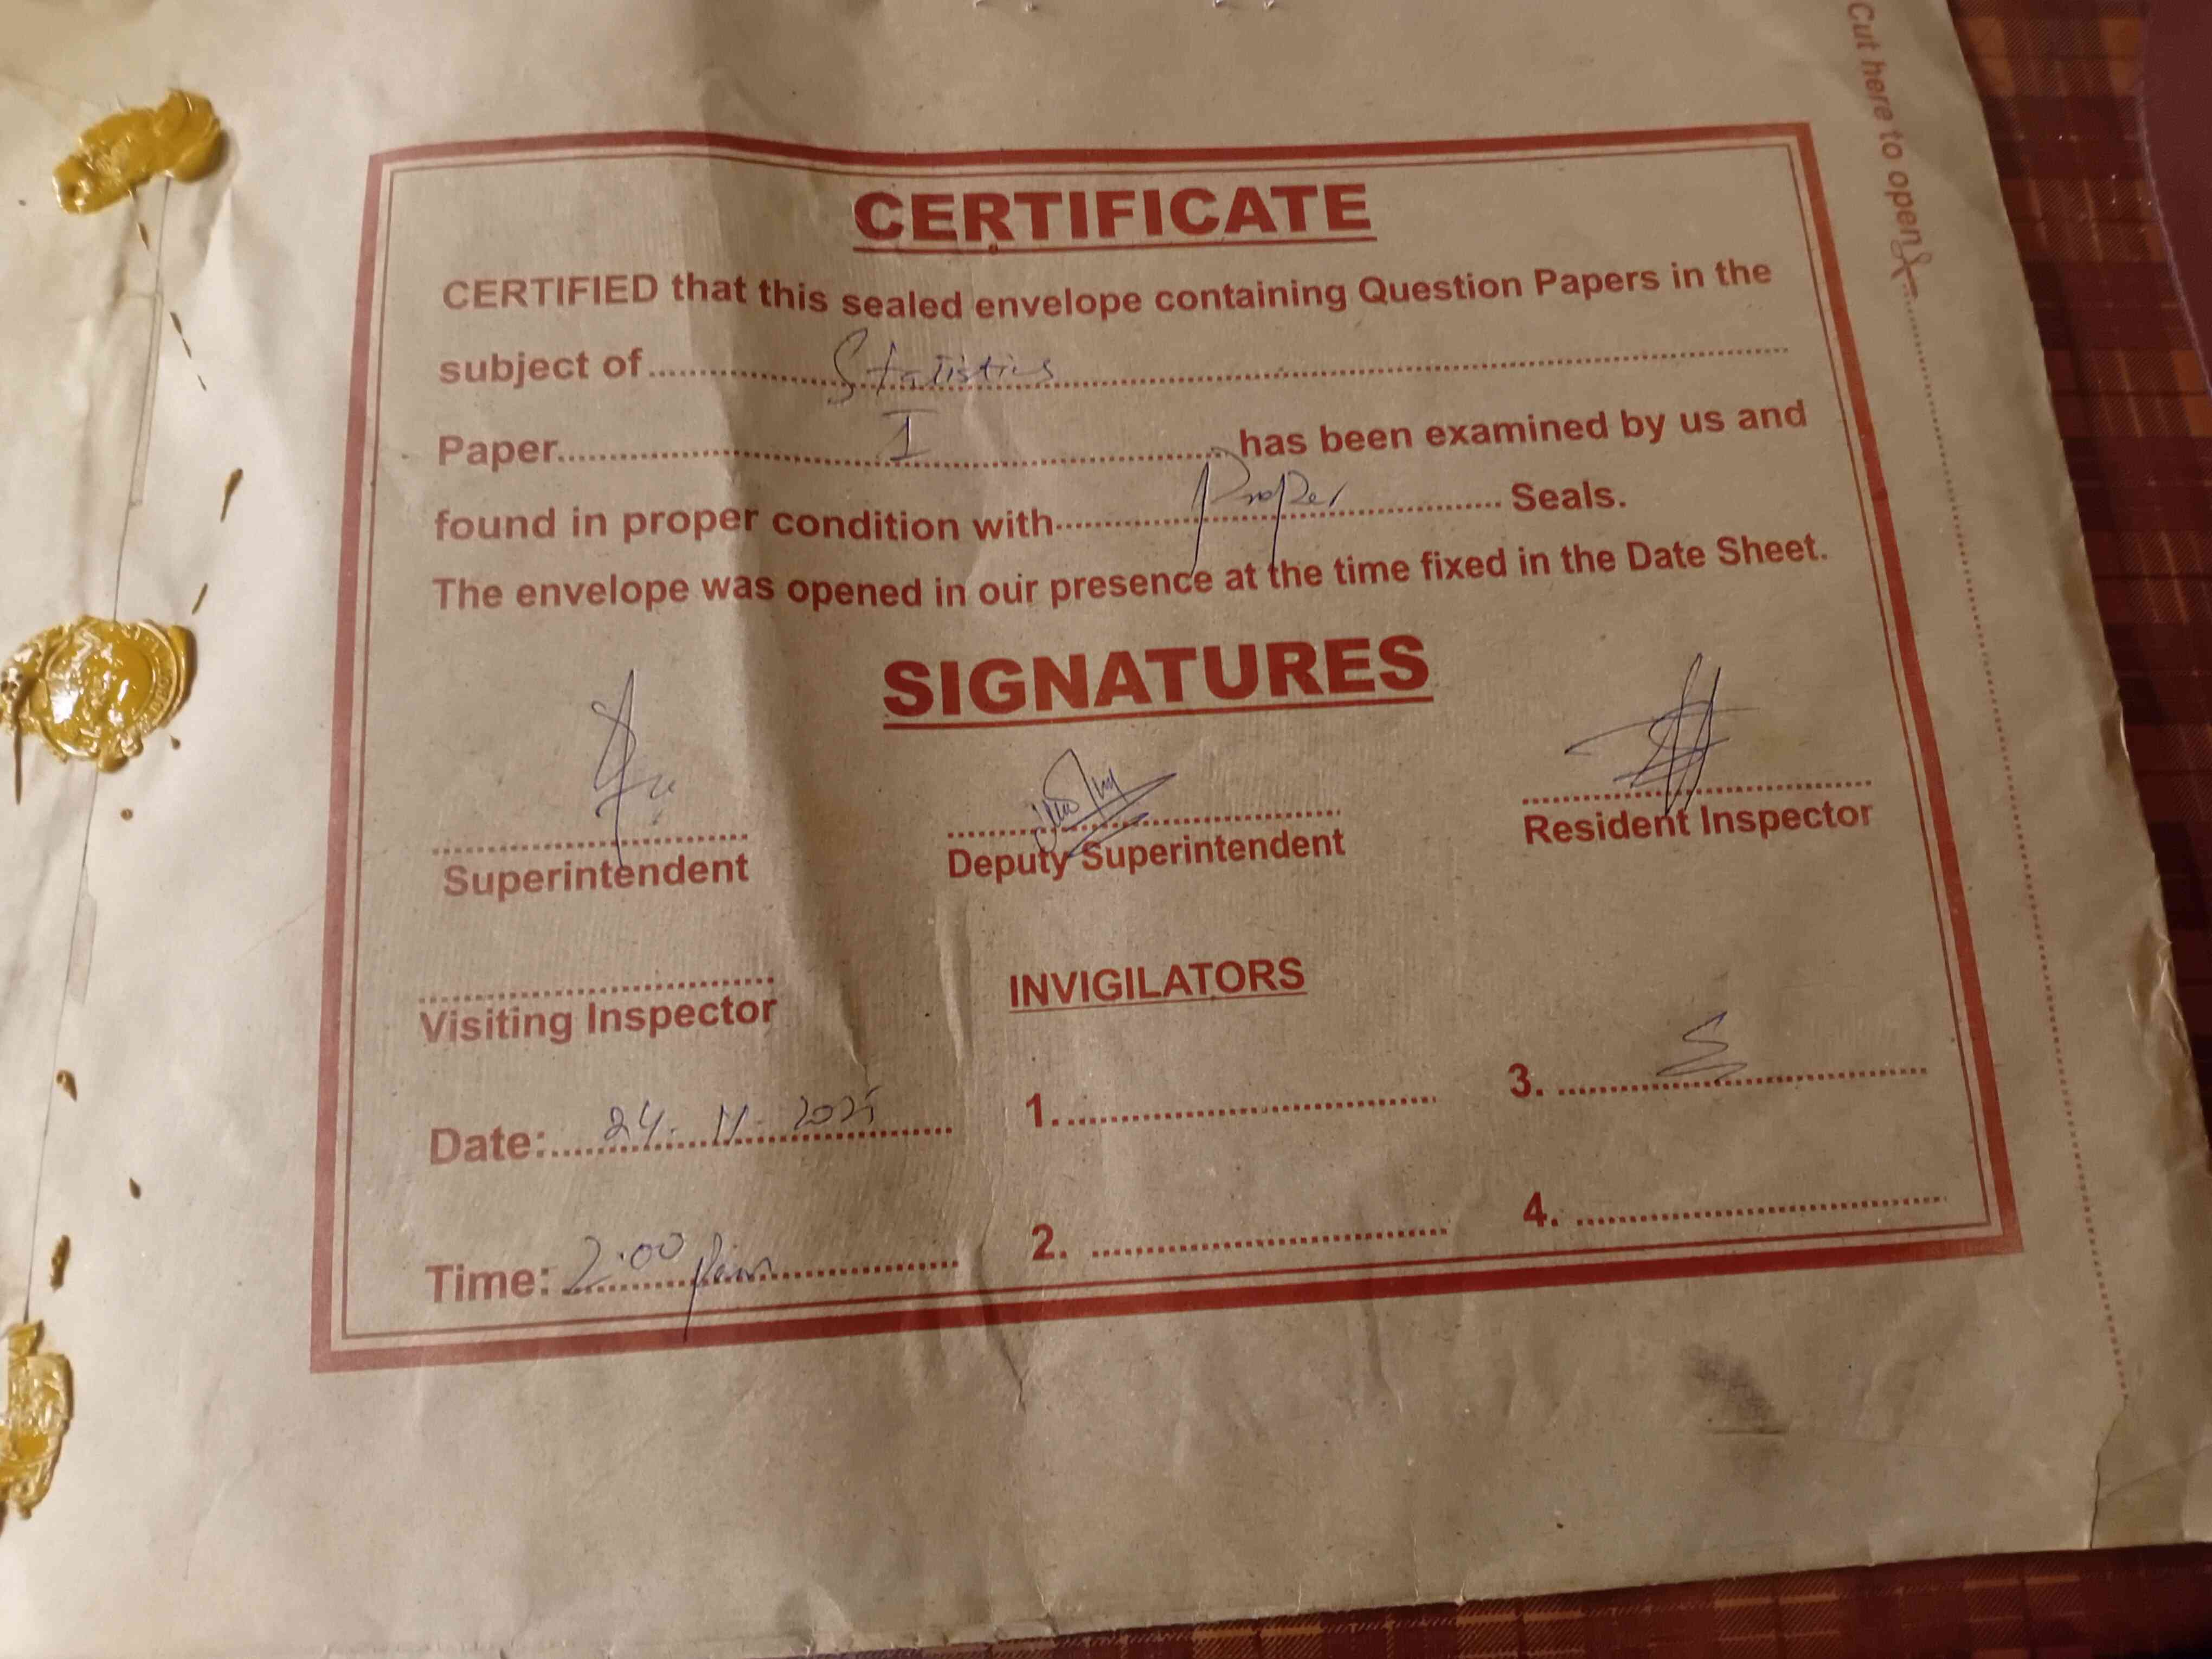 Cut here to open
CERTIFICATE
CERTIFIED that this sealed envelope containing Question Papers in the
subject of Statistics
Paper I has been examined by us and
found in proper condition with Proper Seals.
The envelope was opened in our presence at the time fixed in the Date Sheet.
SIGNATURES
Superintendent Deputy Superintendent Resident Inspector
Visiting Inspector
INVIGILATORS
Date: 24-11-2025
1.
3.
Time: 2:00 pm
2.
4.